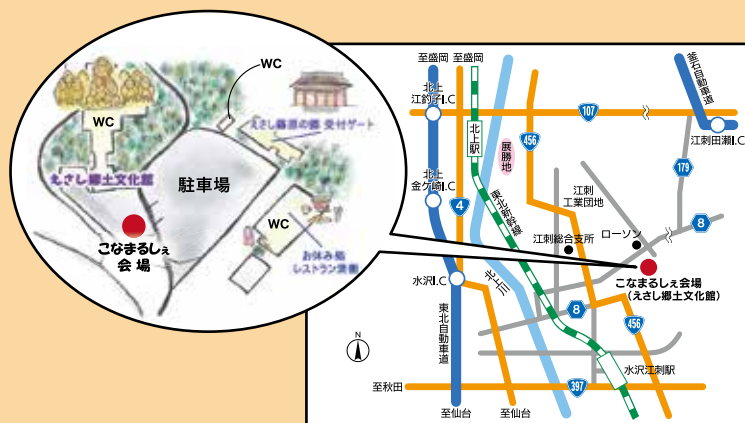 WC
WC
えさし藤原の郷 受付ゲート
えさし郷土文化館
駐車場
WC
お休み処
レストラン清衡
こなまるしぇ
会場
至盛岡
至盛岡
北上
江釣子I.C
107
釜石自動車道
江刺田瀬I.C
北上駅
展勝地
456
179
北上
金ケ崎I.C
4
東北新幹線
江刺
工業団地
8
江刺総合支所
ローソン
こなまるしぇ会場
(えさし郷土文化館)
水沢I.C
北上川
8
456
東北自動車道
N
水沢江刺駅
至秋田
397
至仙台
至仙台